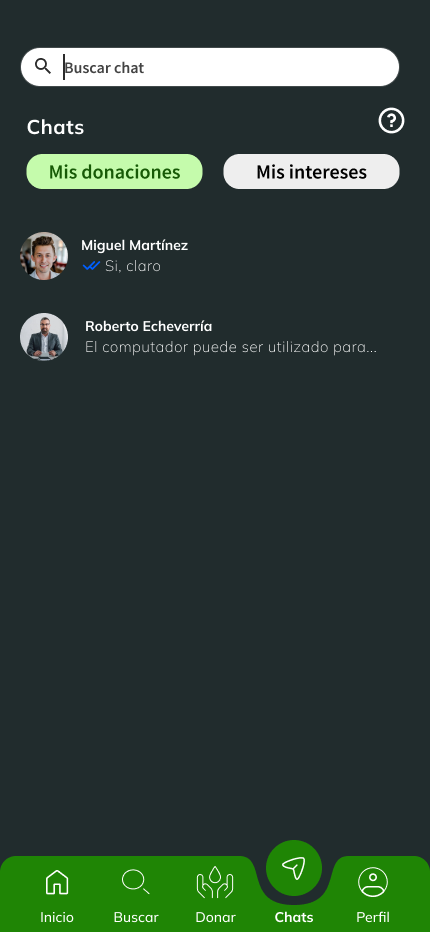 Buscar chat
Chats
Mis donaciones
Mis intereses
Miguel Martínez
Si, claro
Roberto Echeverría
El computador puede ser utilizado para...
Inicio
Buscar
Donar
Chats
Perfil